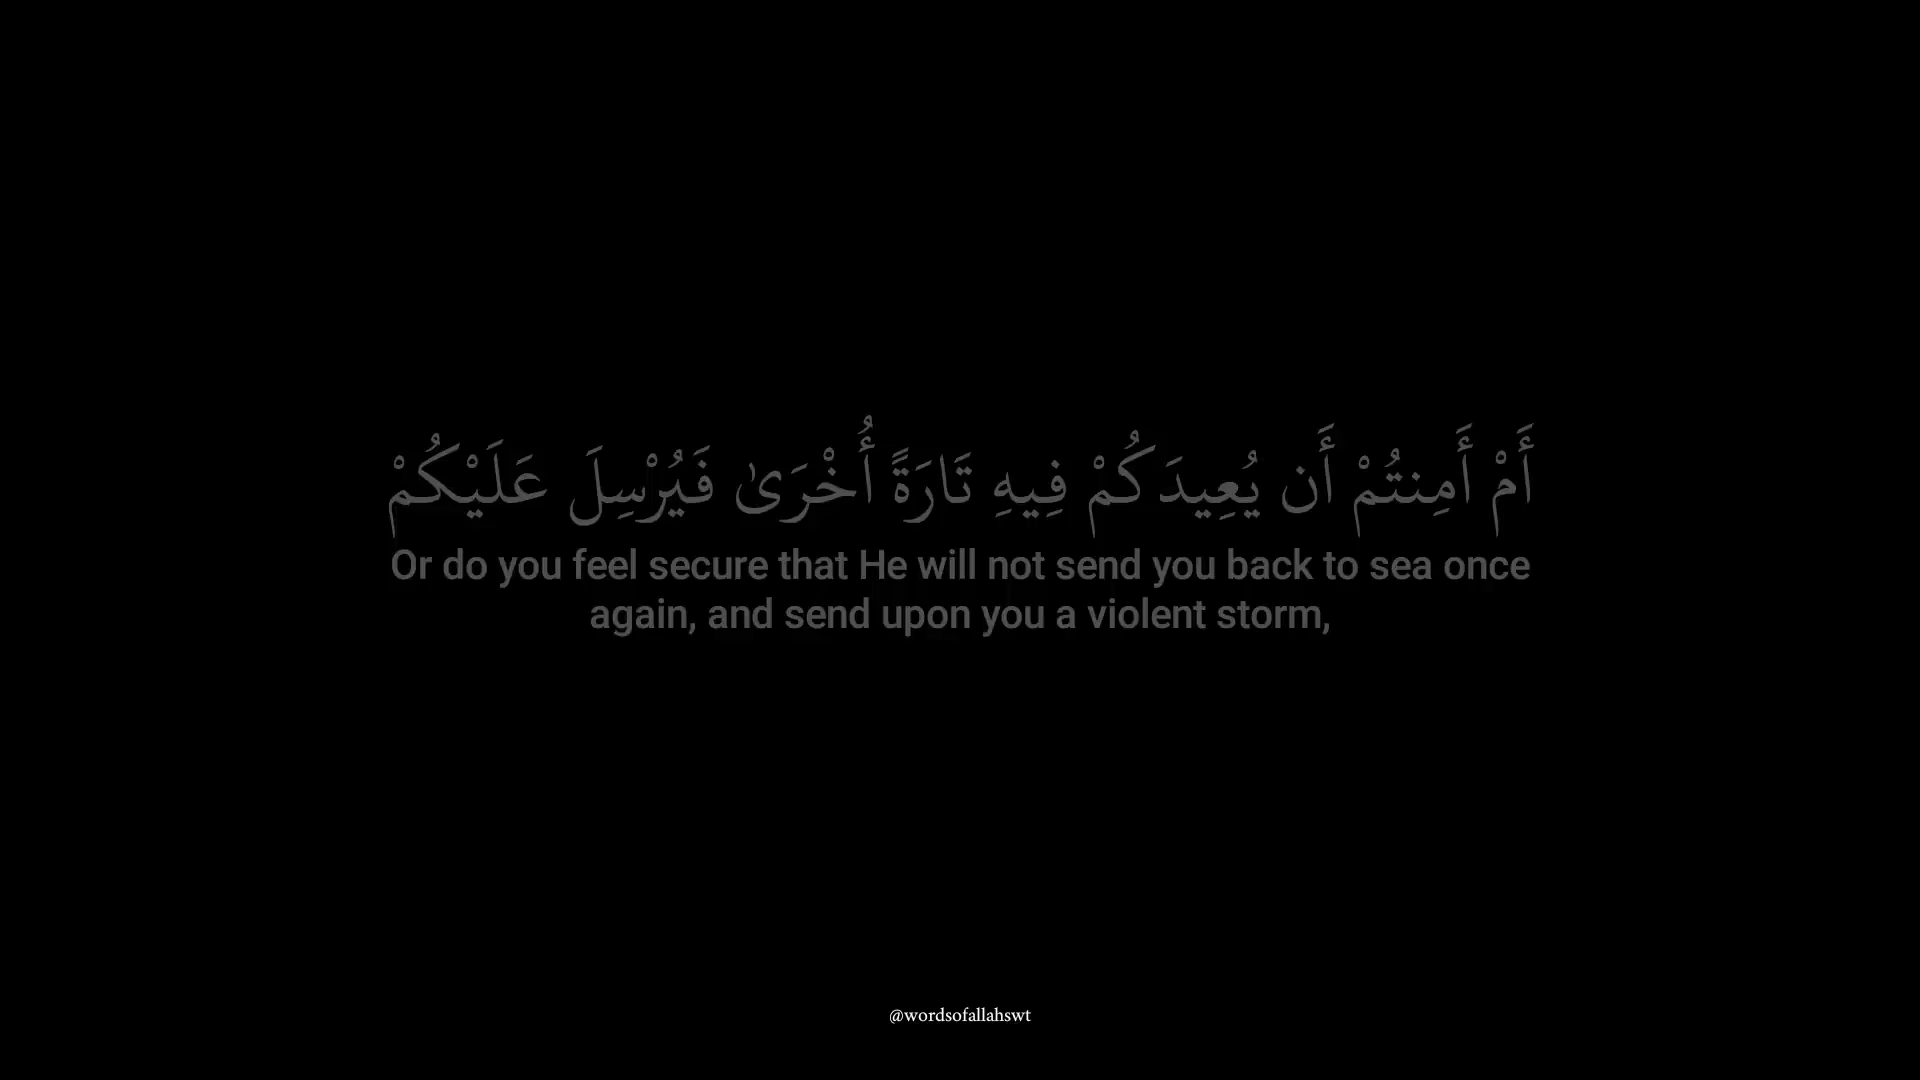 أَمْ أَمِنتُمْ أَن يُعِيدَكُمْ فِيهِ تَارَةً أُخْرَىٰ فَيُرْسِلَ عَلَيْكُمْ
Or do you feel secure that He will not send you back to sea once
again, and send upon you a violent storm,
@wordsofallahswt